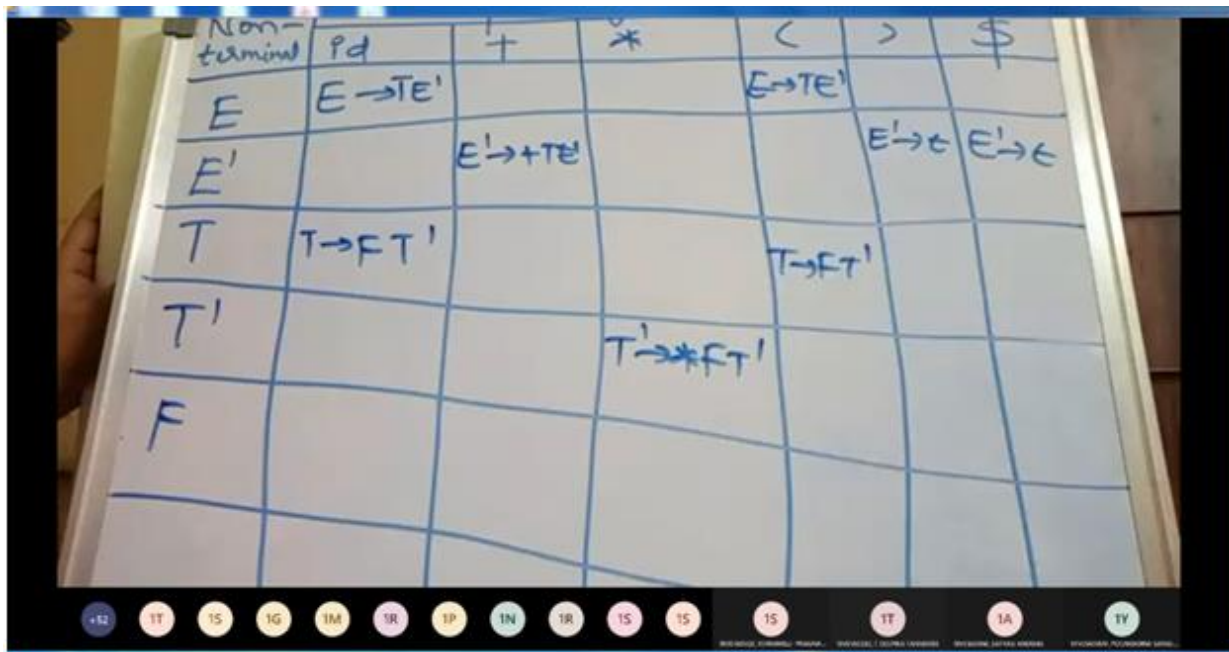 Non-
terminal id + * ( ) $
E E→TE' E→TE'
E' E'→+TE' E'→ε E'→ε
T T→FT' T→FT'
T' T'→*FT'
F
+52 1T 1S 1G 1M 1R 1P 1N 1R 1S 1S 1S 1T 1A 1Y